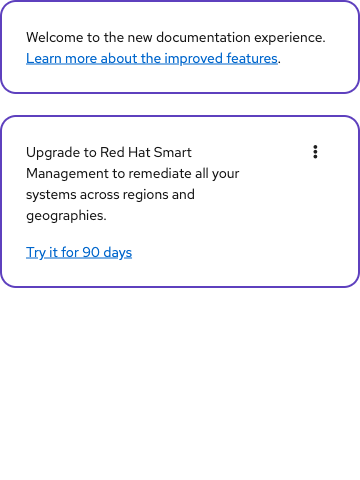 Welcome to the new documentation experience.
Learn more about the improved features.
Upgrade to Red Hat Smart
Management to remediate all your
systems across regions and
geographies.
Try it for 90 days